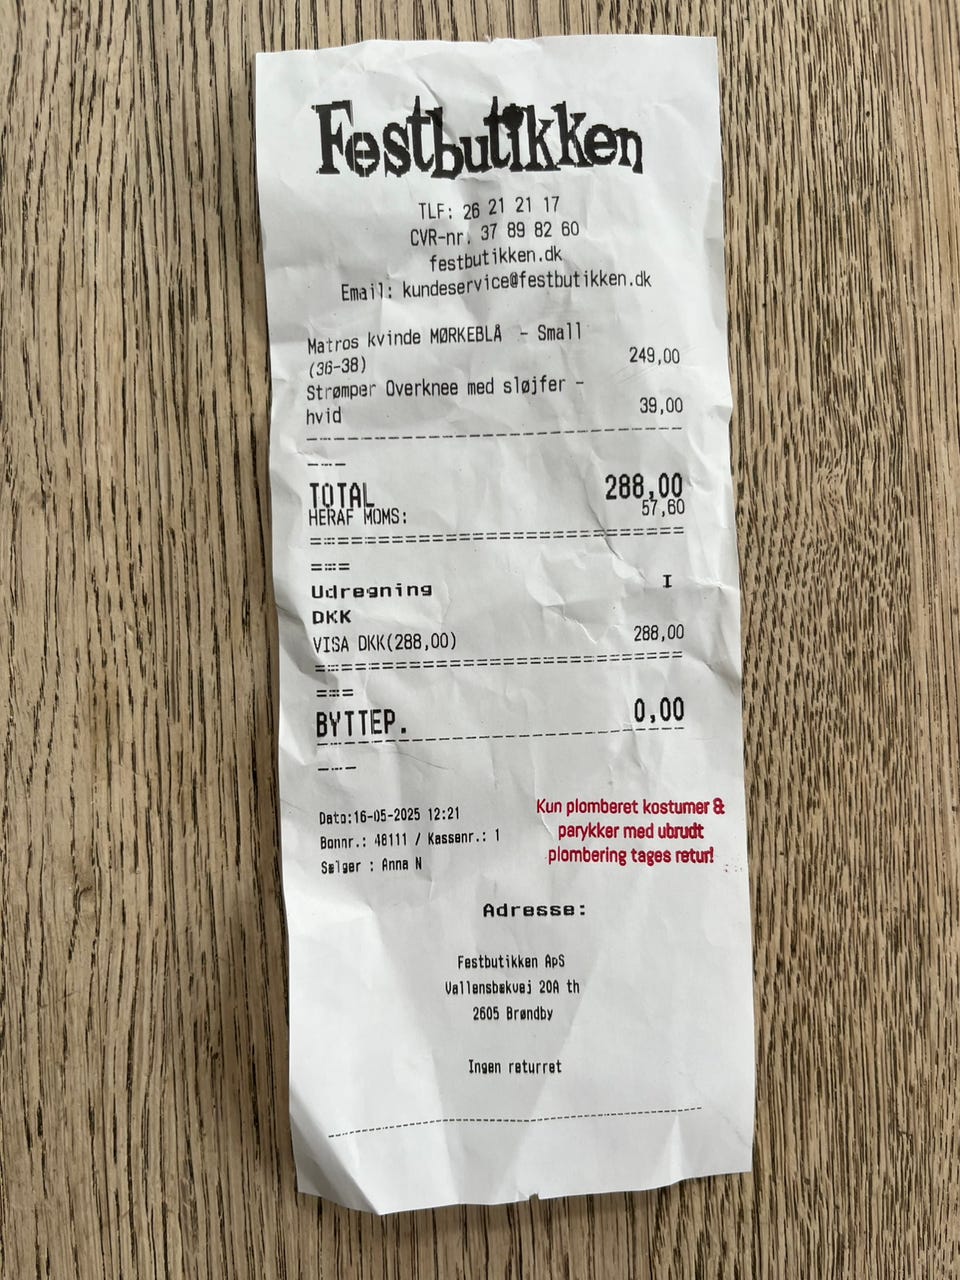 Festbutikken
TLF: 26 21 21 17
CVR-nr. 37 89 82 60
festbutikken.dk
Email: kundeservice@festbutikken.dk
Matros kvinde MØRKEBLÅ - Small
(36-38) 249,00
Strømper Overknee med sløjfer -
hvid 39,00
TOTAL 288,00
HERAF MOMS: 57,60
Udregning I
DKK
VISA DKK(288,00) 288,00
BYTTEP. 0,00
Dato:16-05-2025 12:21
Bonnr.: 46111 / Kassenr.: 1
Sælger : Anna N
Kun plomberet kostumer &
parykker med ubrudt
plombering tages retur!
Adresse:
Festbutikken ApS
Vallensbækvej 20A th
2605 Brøndby
Ingen returret